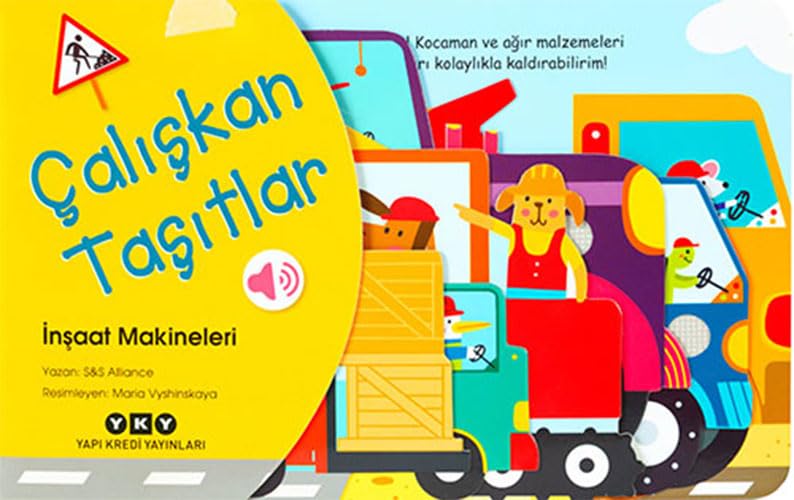 Çalışkan
Taşıtlar
İnşaat Makineleri
Yazan: S&S Alliance
Resimleyen: Maria Vyshinskaya
YKY
YAPI KREDİ YAYINLARI
! Kocaman ve ağır malzemeleri
kolaylıkla kaldırabilirim!